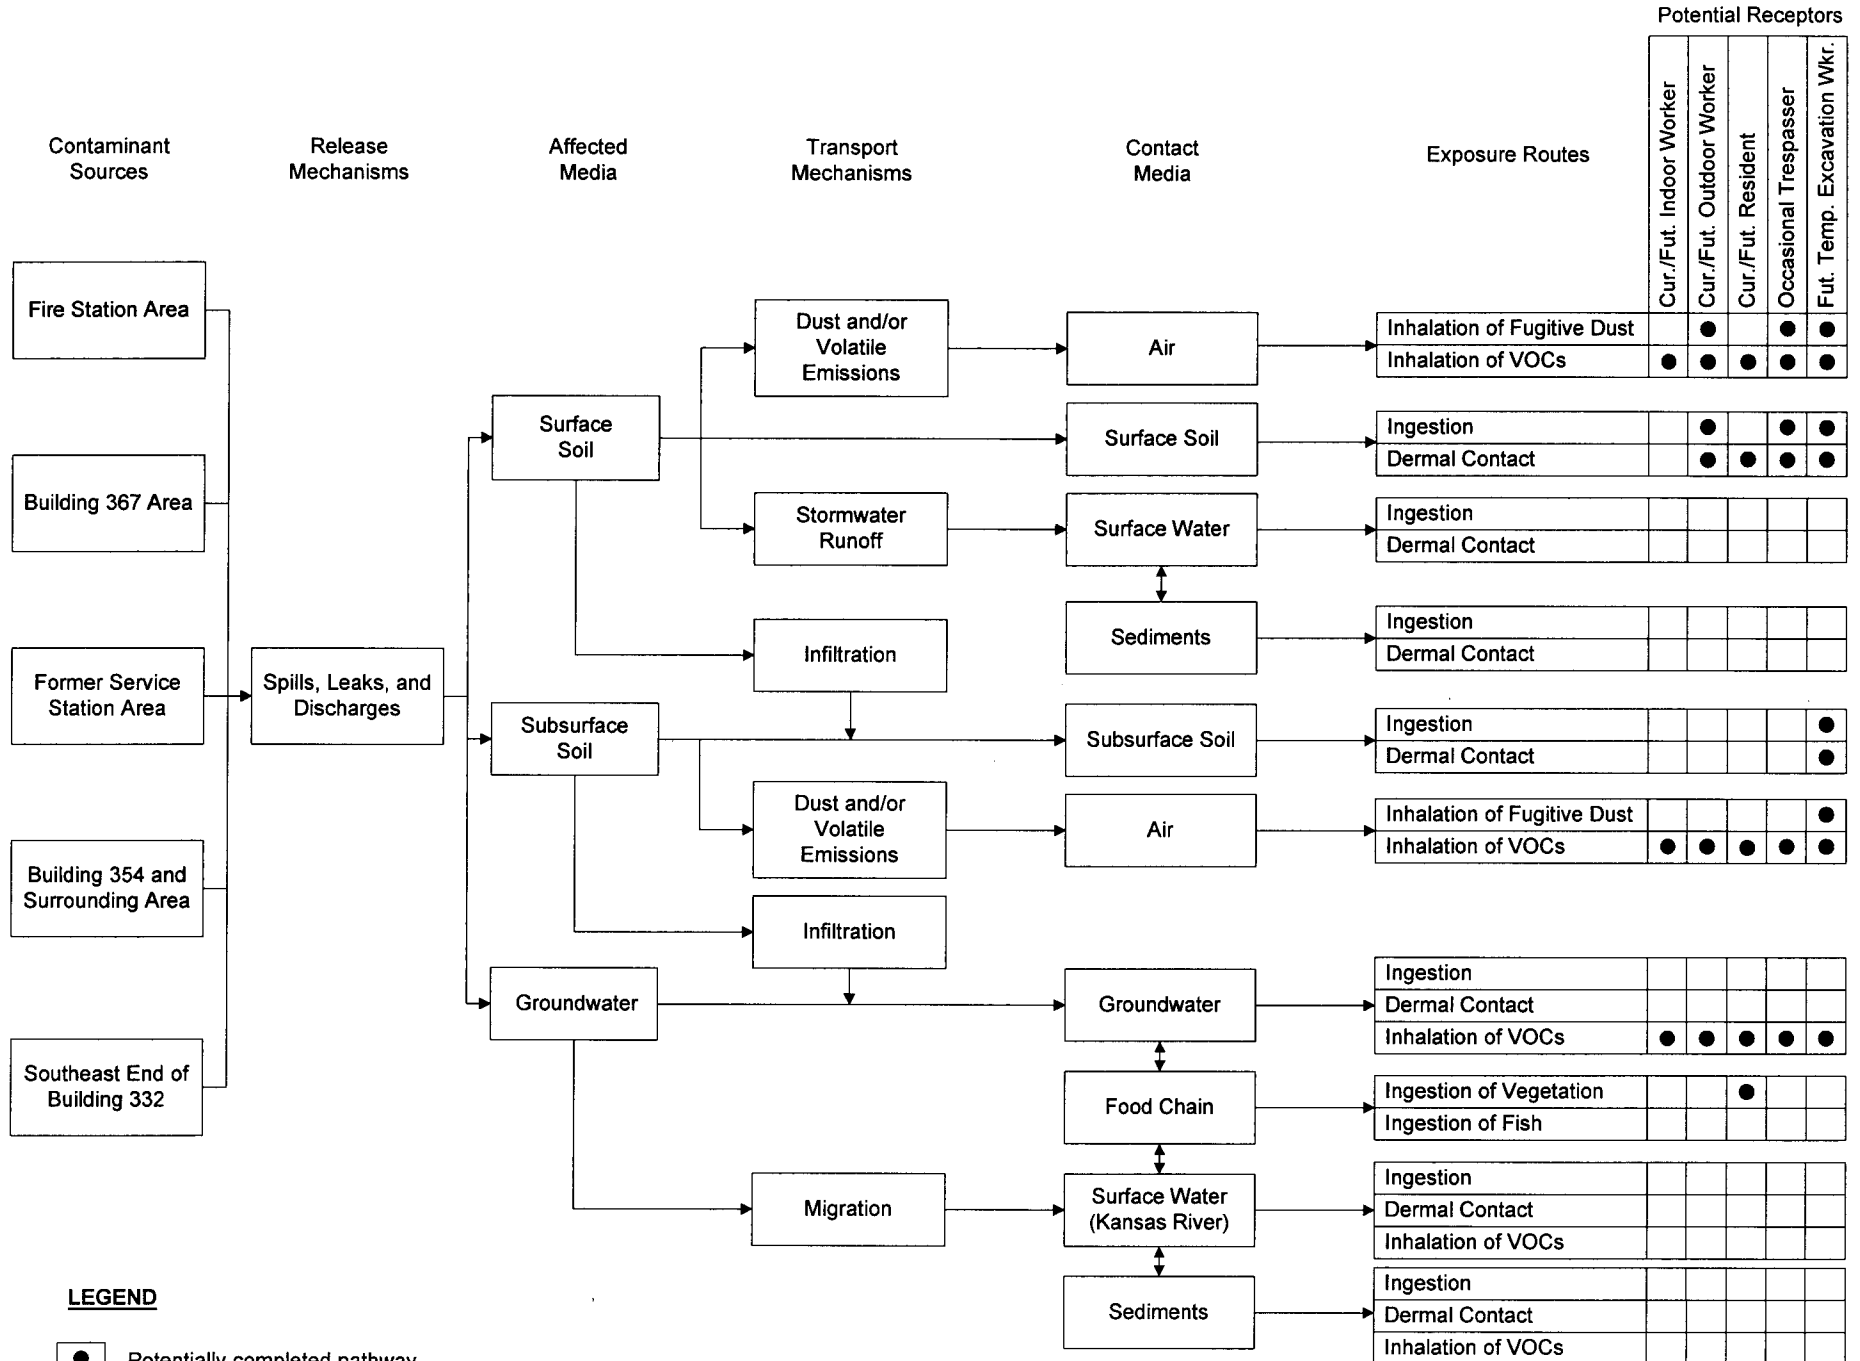 Potential Receptors
Contaminant
Sources
Release
Mechanisms
Affected
Media
Transport
Mechanisms
Contact
Media
Exposure Routes
Cur./Fut. Indoor Worker
Cur./Fut. Outdoor Worker
Cur./Fut. Resident
Occasional Trespasser
Fut. Temp. Excavation Wkr.
Fire Station Area
Building 367 Area
Former Service
Station Area
Building 354 and
Surrounding Area
Southeast End of
Building 332
Spills, Leaks, and
Discharges
Surface
Soil
Subsurface
Soil
Groundwater
Dust and/or
Volatile
Emissions
Stormwater
Runoff
Infiltration
Dust and/or
Volatile
Emissions
Infiltration
Migration
Air
Surface Soil
Surface Water
Sediments
Subsurface Soil
Air
Groundwater
Food Chain
Surface Water
(Kansas River)
Sediments
Inhalation of Fugitive Dust
Inhalation of VOCs
Ingestion
Dermal Contact
Ingestion
Dermal Contact
Ingestion
Dermal Contact
Ingestion
Dermal Contact
Inhalation of Fugitive Dust
Inhalation of VOCs
Ingestion
Dermal Contact
Inhalation of VOCs
Ingestion of Vegetation
Ingestion of Fish
Ingestion
Dermal Contact
Inhalation of VOCs
Ingestion
Dermal Contact
Inhalation of VOCs
LEGEND
Potentially completed pathway